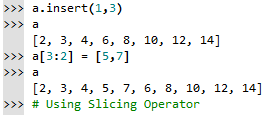 >>> a.insert(1,3)
>>> a
[2, 3, 4, 6, 8, 10, 12, 14]
>>> a[3:2] = [5,7]
>>> a
[2, 3, 4, 5, 7, 6, 8, 10, 12, 14]
>>> # Using Slicing Operator